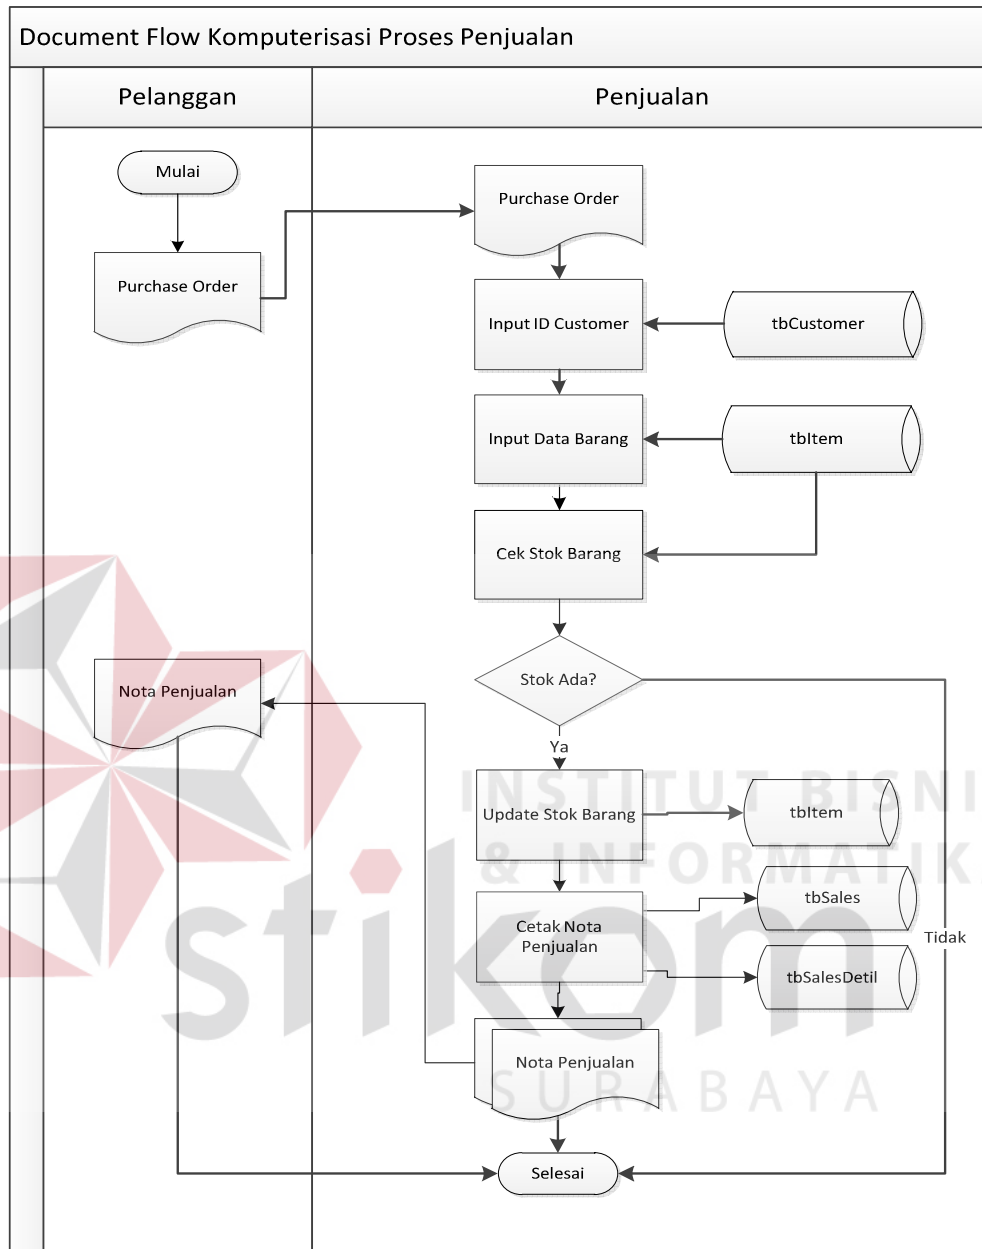 Document Flow Komputerisasi Proses Penjualan
Pelanggan
Penjualan
Mulai
Purchase Order
Purchase Order
Input ID Customer
tbCustomer
Input Data Barang
tbItem
Cek Stok Barang
Stok Ada?
Nota Penjualan
Ya
INSTITUT BISNI
Update Stok Barang
tbItem
& INFORMATIKA
stikom
Cetak Nota
Penjualan
tbSales
Tidak
tbSalesDetil
Nota Penjualan
SURABAYA
Selesai